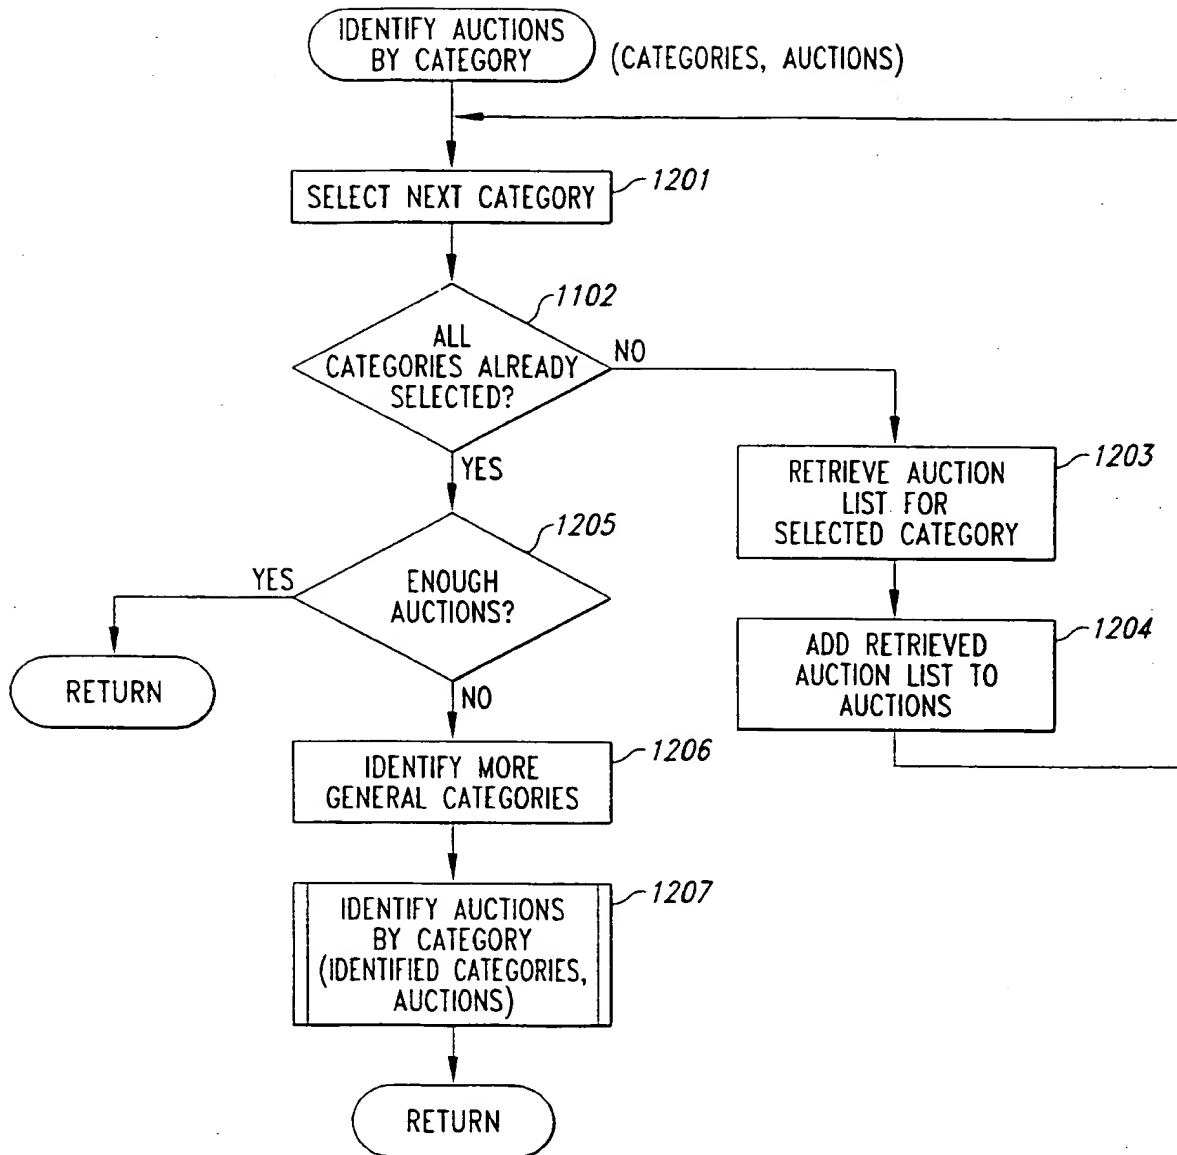 IDENTIFY AUCTIONS
BY CATEGORY
(CATEGORIES, AUCTIONS)
SELECT NEXT CATEGORY
1201
1102
ALL
CATEGORIES ALREADY
SELECTED?
NO
YES
1203
RETRIEVE AUCTION
LIST FOR
SELECTED CATEGORY
1205
ENOUGH
AUCTIONS?
YES
RETURN
NO
1204
ADD RETRIEVED
AUCTION LIST TO
AUCTIONS
1206
IDENTIFY MORE
GENERAL CATEGORIES
1207
IDENTIFY AUCTIONS
BY CATEGORY
(IDENTIFIED CATEGORIES,
AUCTIONS)
RETURN